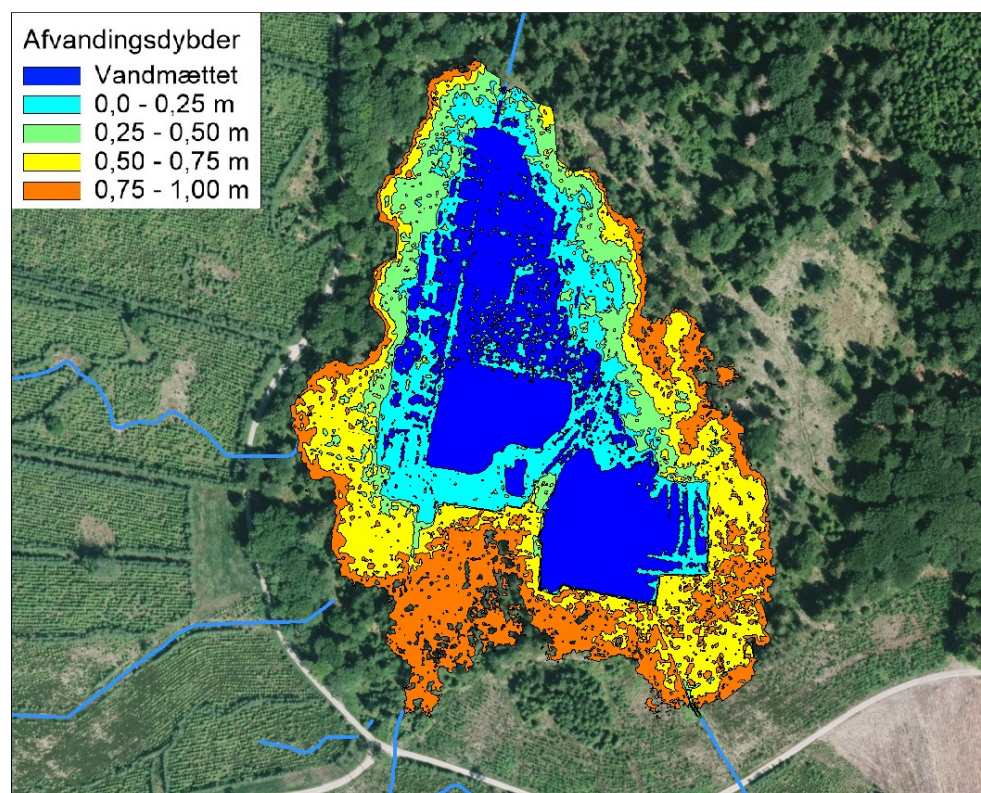 Afvandingsdybder
Vandmættet
0,0 - 0,25 m
0,25 - 0,50 m
0,50 - 0,75 m
0,75 - 1,00 m